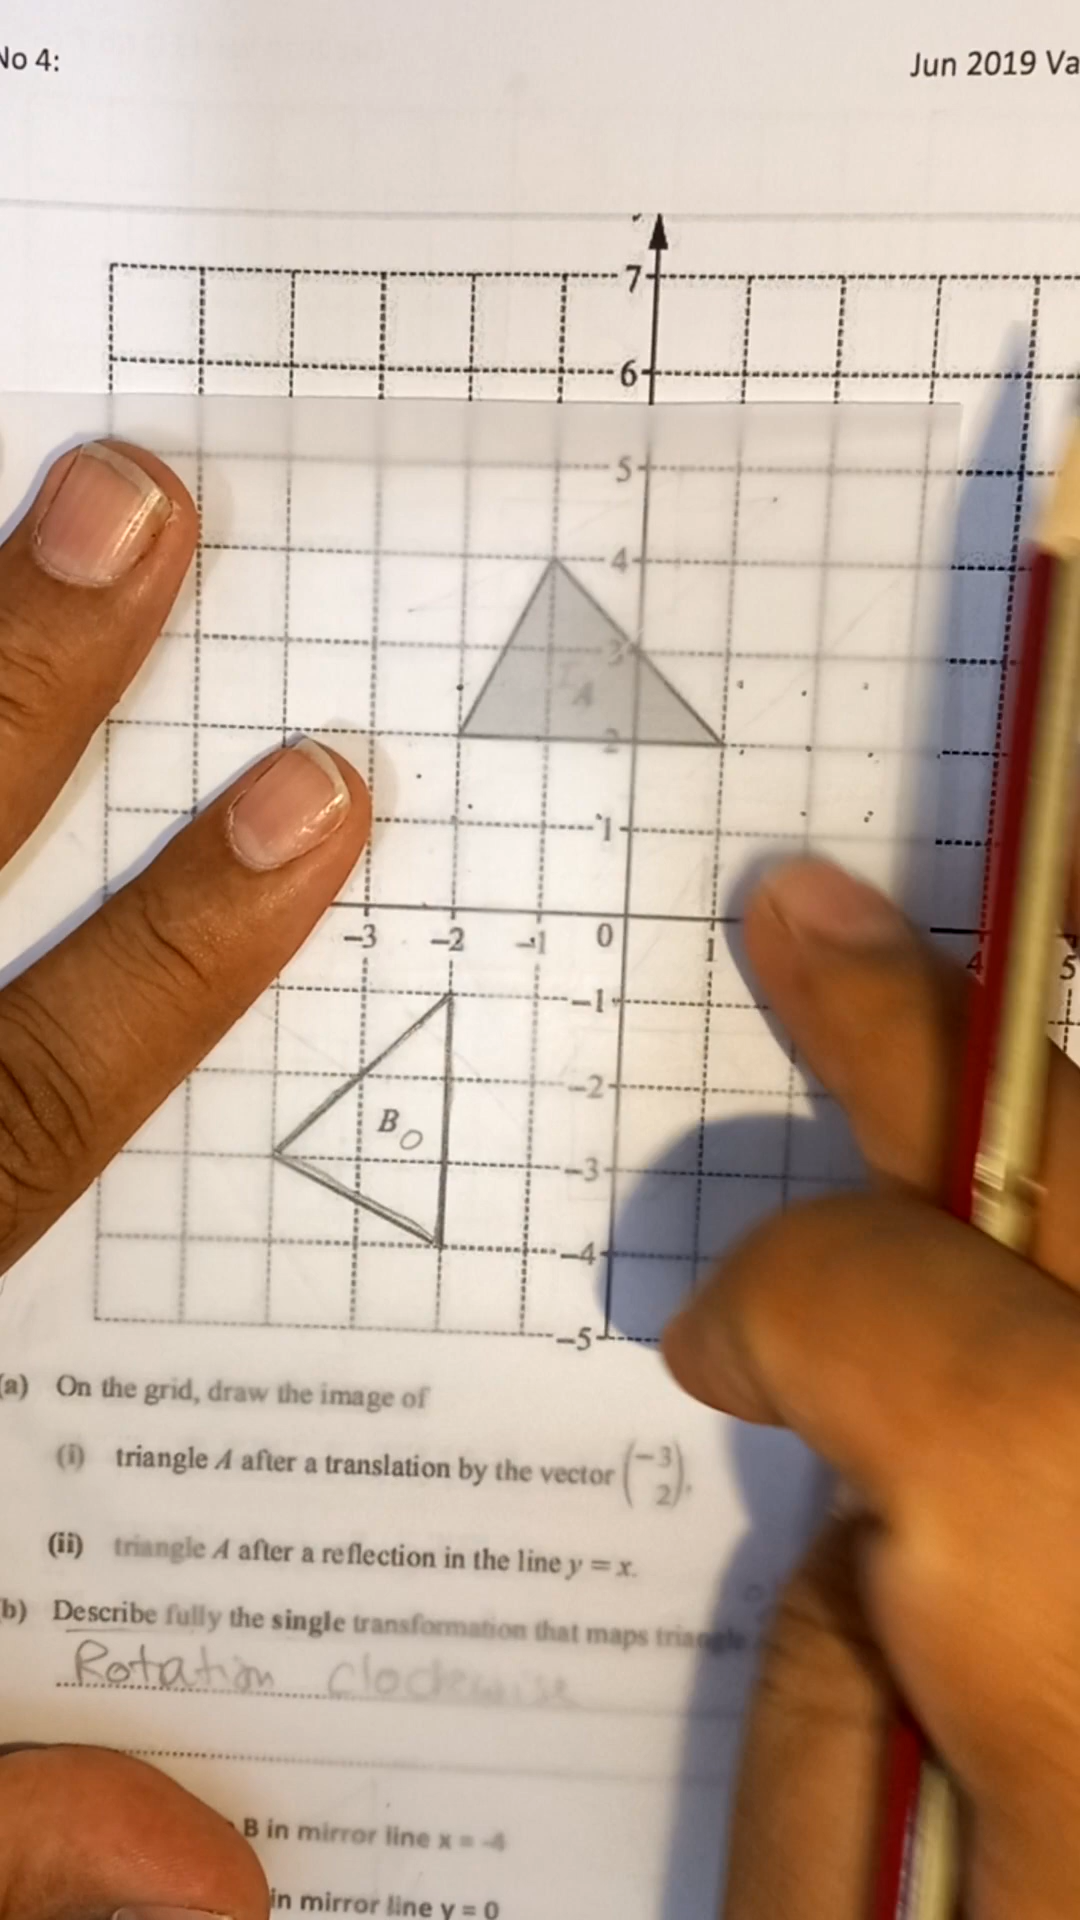 No 4:
Jun 2019 Va
7
6
5
4
3
A
2
1
-3 -2 -1 0 1 4 5
-1
-2
B
-3
-4
-5
(a) On the grid, draw the image of
(i) triangle A after a translation by the vector (-3 2),
(ii) triangle A after a reflection in the line y = x.
b) Describe fully the single transformation that maps triangle
Rotation Clockwise
B in mirror line x = -4
in mirror line y = 0